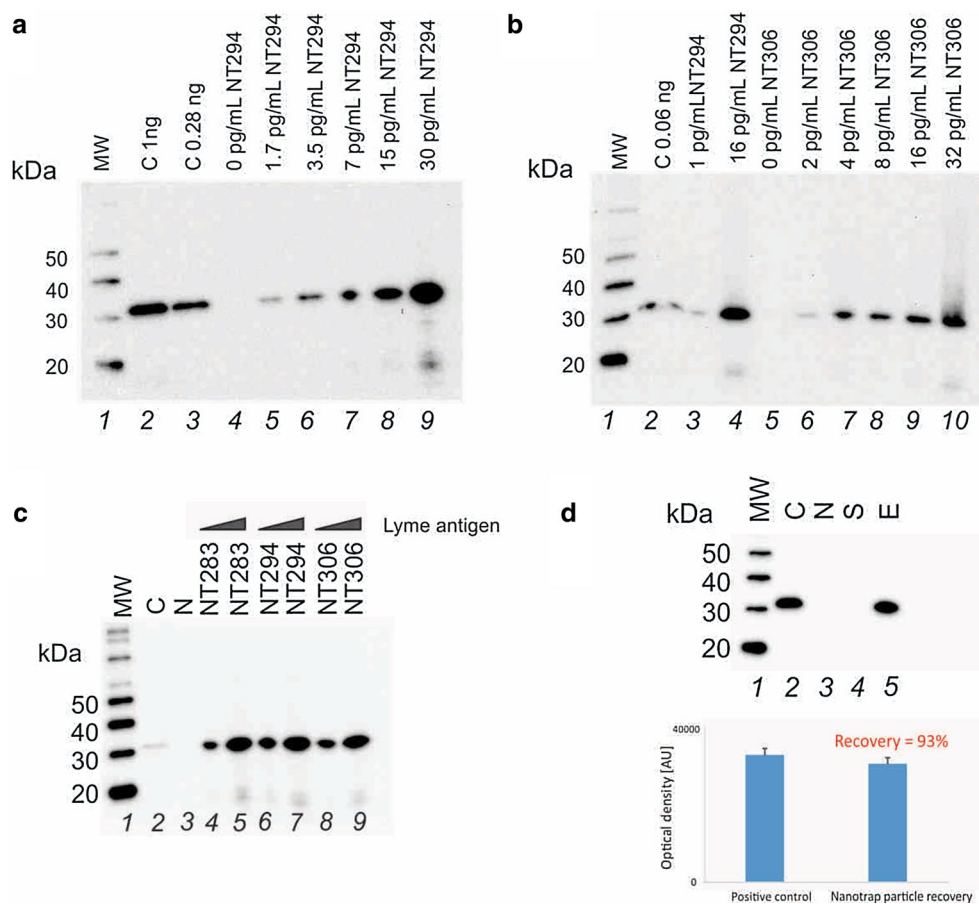 a
kDa
MW
C 1ng
C 0.28 ng
0 pg/mL NT294
1.7 pg/mL NT294
3.5 pg/mL NT294
7 pg/mL NT294
15 pg/mL NT294
30 pg/mL NT294
50
40
30
20
1 2 3 4 5 6 7 8 9
b
kDa
MW
C 0.06 ng
1 pg/mLNT294
16 pg/mL NT294
0 pg/mL NT306
2 pg/mL NT306
4 pg/mL NT306
8 pg/mL NT306
16 pg/mL NT306
32 pg/mL NT306
50
40
30
20
1 2 3 4 5 6 7 8 9 10
c
Lyme antigen
kDa
MW
C
N
NT283
NT283
NT294
NT294
NT306
NT306
50
40
30
20
1 2 3 4 5 6 7 8 9
d
kDa
MW
C
N
S
E
50
40
30
20
1 2 3 4 5
40000
Recovery = 93%
Optical density [AU]
0
Positive control
Nanotrap particle recovery